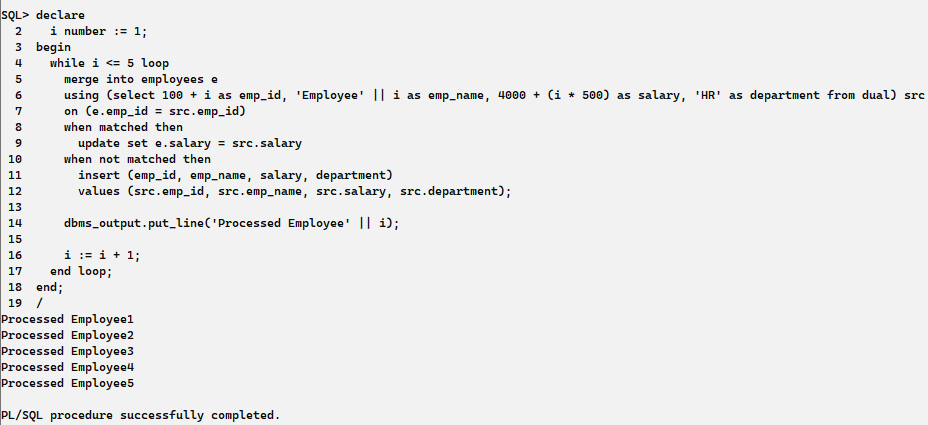 SQL> declare
  2    i number := 1;
  3  begin
  4    while i <= 5 loop
  5      merge into employees e
  6      using (select 100 + i as emp_id, 'Employee' || i as emp_name, 4000 + (i * 500) as salary, 'HR' as department from dual) src
  7      on (e.emp_id = src.emp_id)
  8      when matched then
  9        update set e.salary = src.salary
 10      when not matched then
 11        insert (emp_id, emp_name, salary, department)
 12        values (src.emp_id, src.emp_name, src.salary, src.department);
 13
 14      dbms_output.put_line('Processed Employee' || i);
 15
 16      i := i + 1;
 17    end loop;
 18  end;
 19  /
Processed Employee1
Processed Employee2
Processed Employee3
Processed Employee4
Processed Employee5

PL/SQL procedure successfully completed.